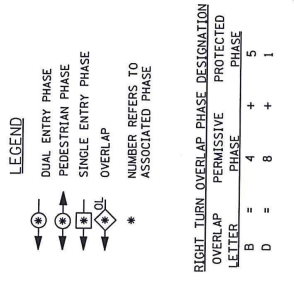 LEGEND
* DUAL ENTRY PHASE
* PEDESTRIAN PHASE
* SINGLE ENTRY PHASE
* OL OVERLAP
* NUMBER REFERS TO
ASSOCIATED PHASE
RIGHT TURN OVERLAP PHASE DESIGNATION
OVERLAP PERMISSIVE PROTECTED
LETTER PHASE PHASE
B = 4 + 5
D = 8 + 1